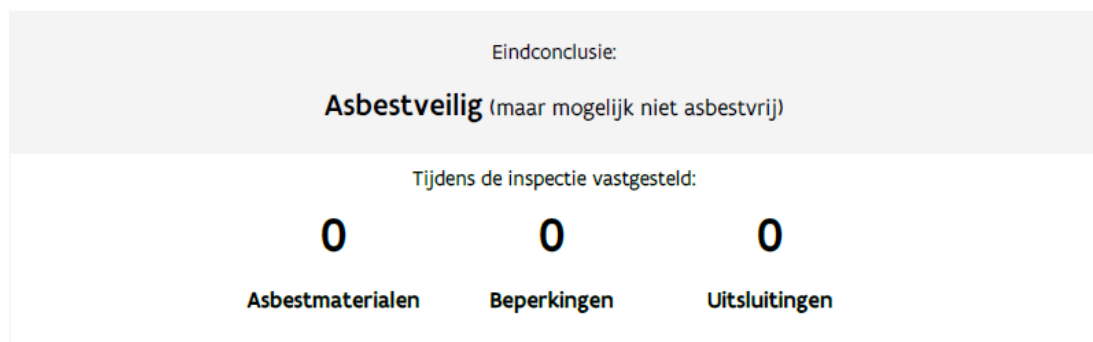 Eindconclusie:
Asbestveilig (maar mogelijk niet asbestvrij)
Tijdens de inspectie vastgesteld:
0 0 0
Asbestmaterialen Beperkingen Uitsluitingen